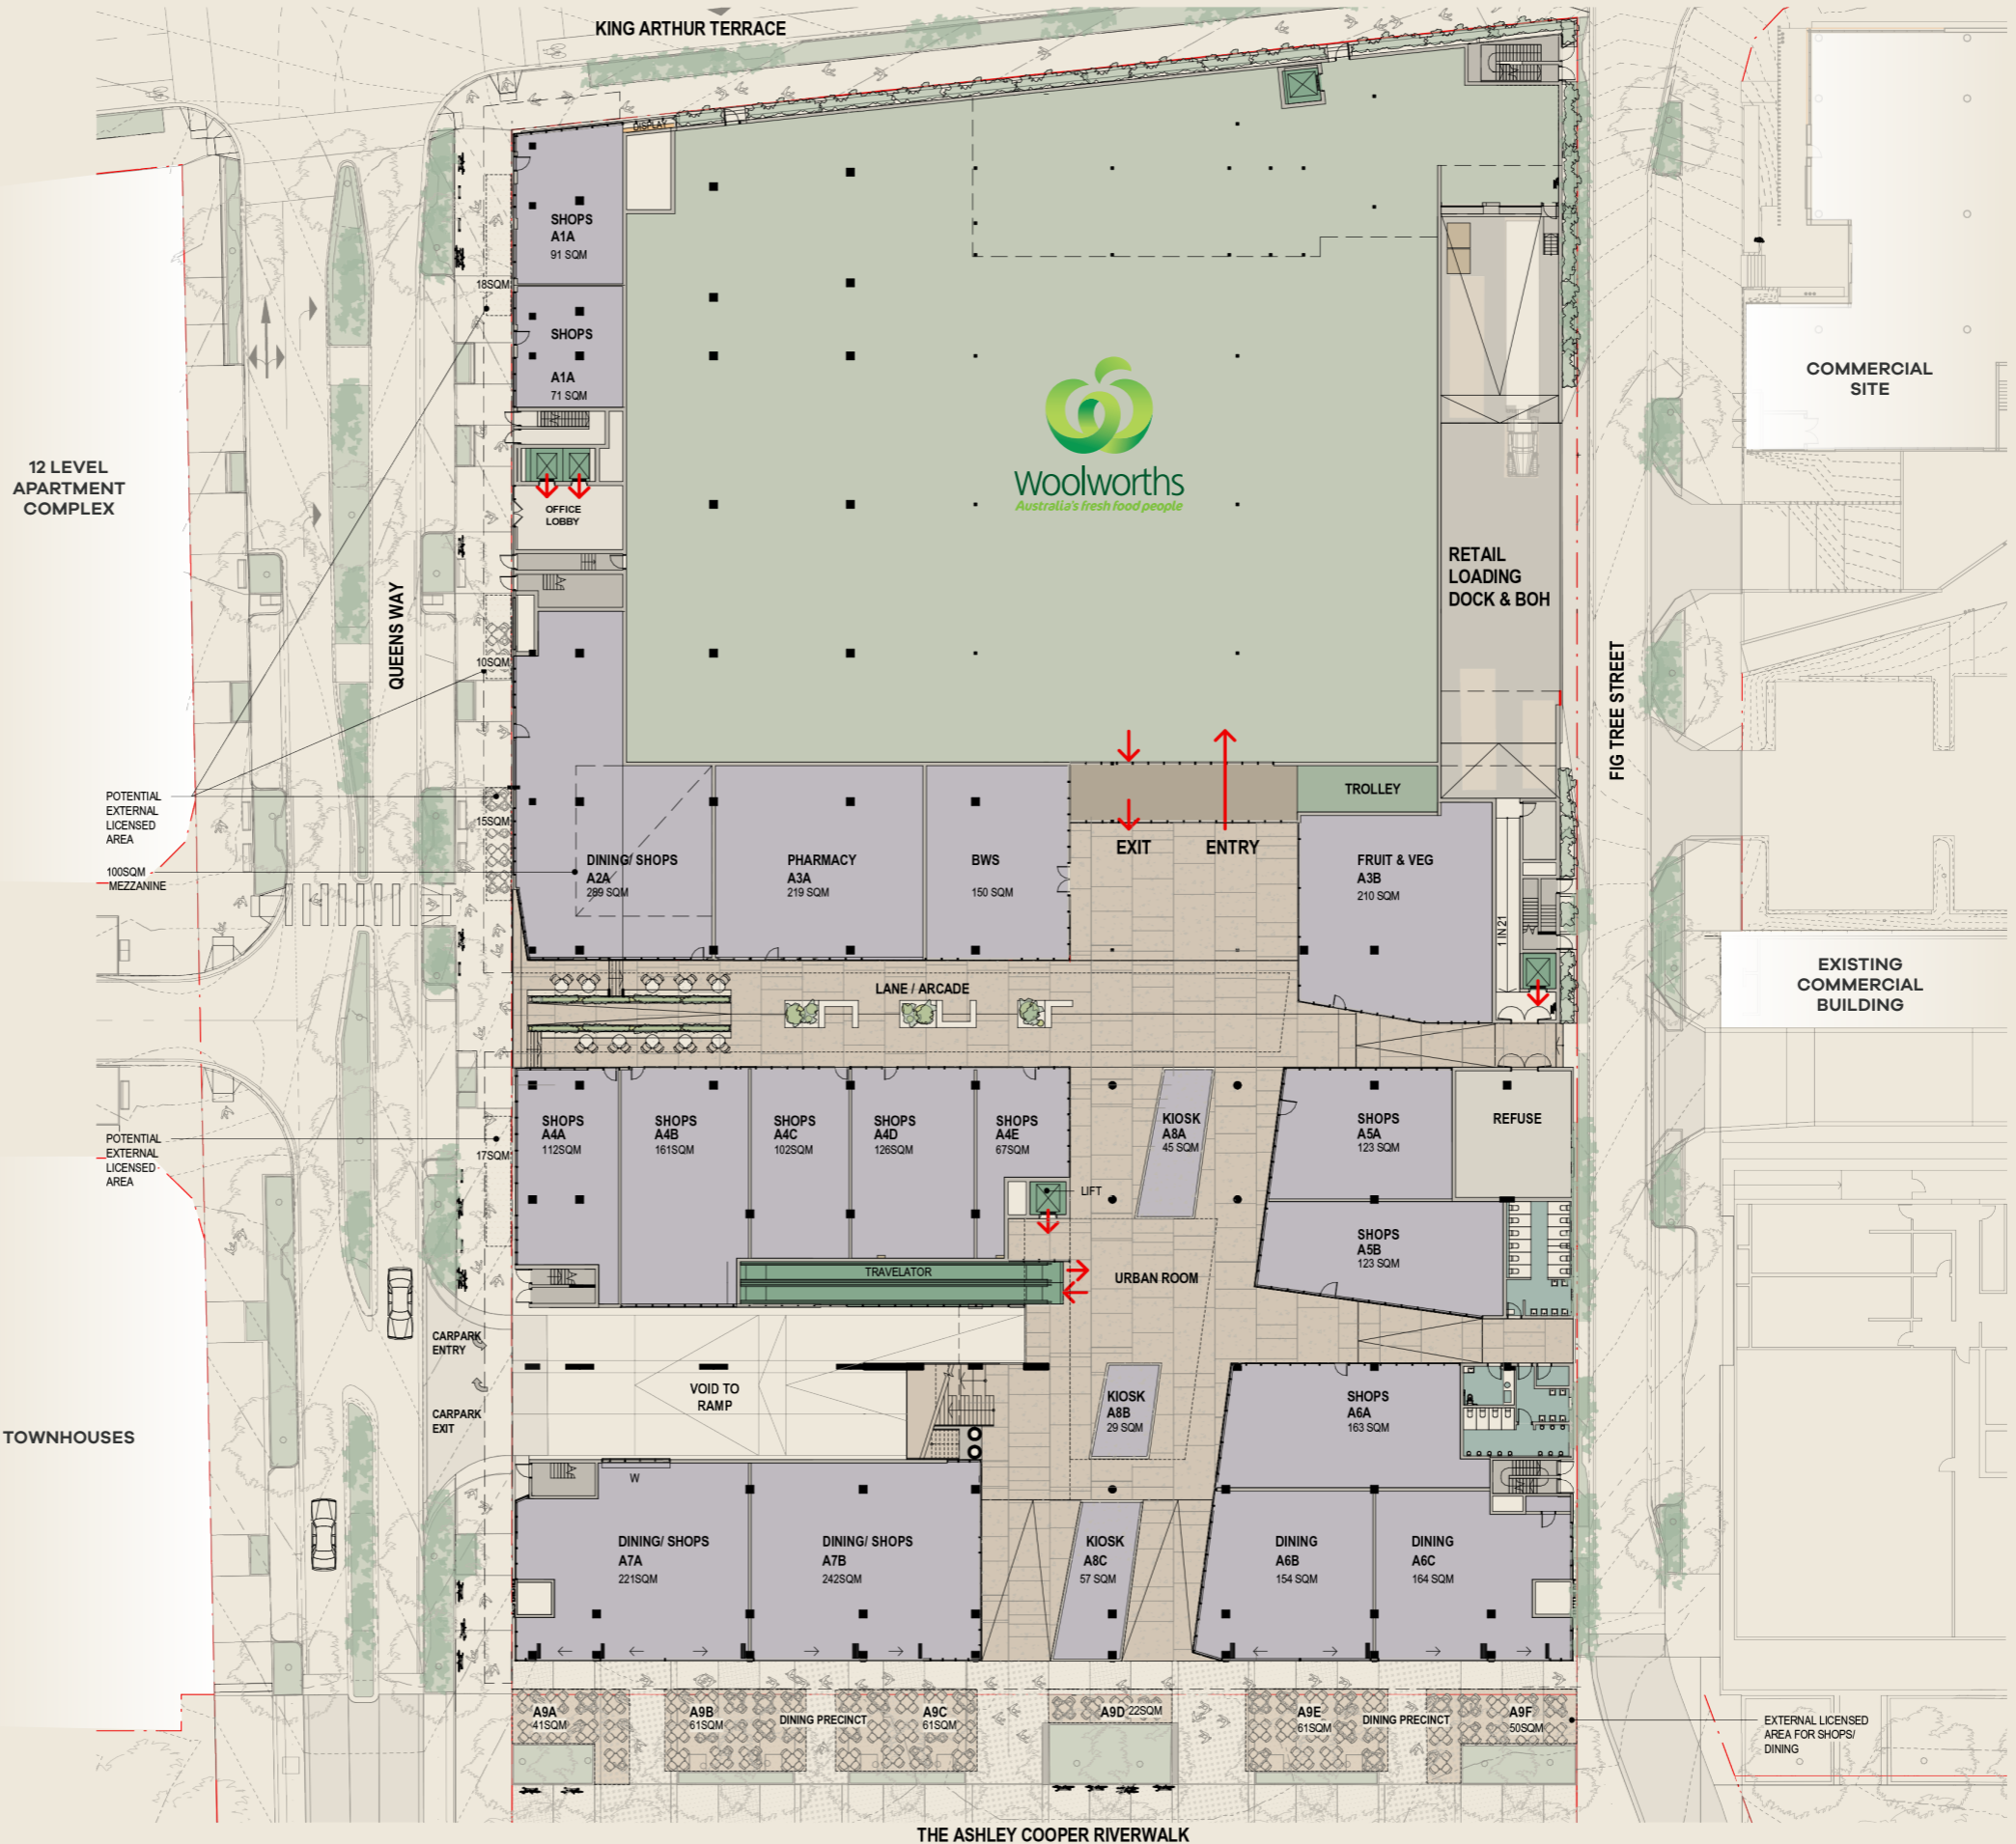 KING ARTHUR TERRACE
DISPLAY
SHOPS
A1A
91 SQM
18SQM
SHOPS
A1A
71 SQM
COMMERCIAL
SITE
12 LEVEL
APARTMENT
COMPLEX
OFFICE
LOBBY
Woolworths
Australia's fresh food people
RETAIL
LOADING
DOCK & BOH
QUEENS WAY
FIG TREE STREET
10SQM
POTENTIAL
EXTERNAL
LICENSED
AREA
15SQM
100SQM
MEZZANINE
TROLLEY
EXIT
ENTRY
DINING/ SHOPS
A2A
289 SQM
PHARMACY
A3A
219 SQM
BWS
150 SQM
FRUIT & VEG
A3B
210 SQM
1 IN 21
EXISTING
COMMERCIAL
BUILDING
LANE / ARCADE
POTENTIAL
EXTERNAL
LICENSED
AREA
17SQM
SHOPS
A4A
112SQM
SHOPS
A4B
161SQM
SHOPS
A4C
102SQM
SHOPS
A4D
126SQM
SHOPS
A4E
67SQM
KIOSK
A8A
45 SQM
SHOPS
A5A
123 SQM
REFUSE
LIFT
SHOPS
A5B
123 SQM
TRAVELATOR
URBAN ROOM
CARPARK
ENTRY
VOID TO
RAMP
CARPARK
EXIT
KIOSK
A8B
29 SQM
SHOPS
A6A
163 SQM
TOWNHOUSES
W
DINING/ SHOPS
A7A
221SQM
DINING/ SHOPS
A7B
242SQM
KIOSK
A8C
57 SQM
DINING
A6B
154 SQM
DINING
A6C
164 SQM
A9A
41SQM
A9B
61SQM
DINING PRECINCT
A9C
61SQM
A9D 22SQM
A9E
61SQM
DINING PRECINCT
A9F
50SQM
EXTERNAL LICENSED
AREA FOR SHOPS/
DINING
THE ASHLEY COOPER RIVERWALK